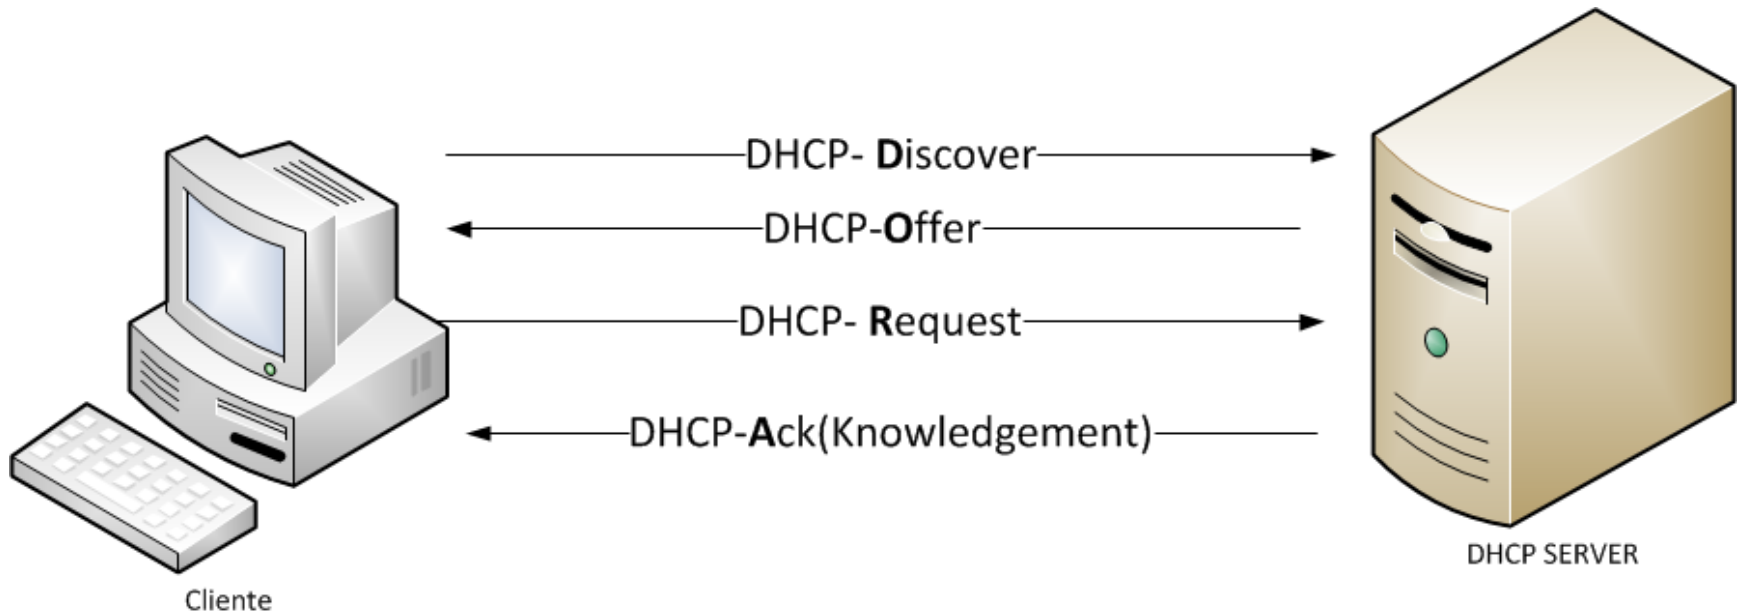 DHCP- Discover
DHCP-Offer
DHCP- Request
DHCP-Ack(Knowledgement)
DHCP SERVER
Cliente